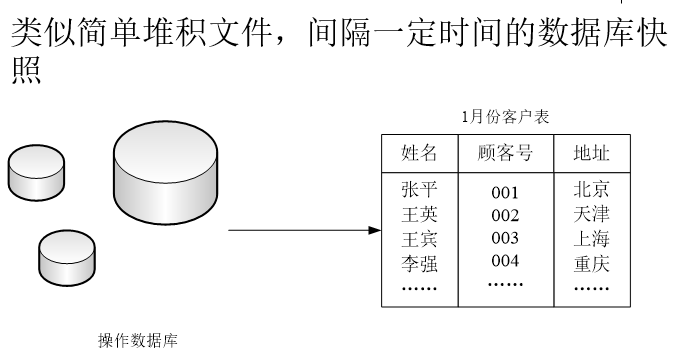 类似简单堆积文件，间隔一定时间的数据库快
照
1月份客户表
姓名 顾客号 地址
张平 001 北京
王英 002 天津
王宾 003 上海
李强 004 重庆
…… …… ……
操作数据库